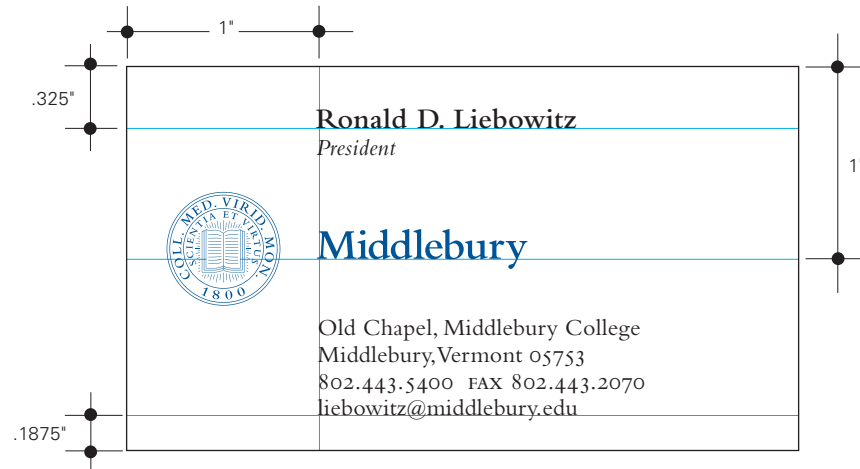 1"
.325"
Ronald D. Liebowitz
President
1"
COLL. MED. VIRID. MON.
SCIENTIA ET VIRTUS.
1800
Middlebury
Old Chapel, Middlebury College
Middlebury, Vermont 05753
802.443.5400 FAX 802.443.2070
liebowitz@middlebury.edu
.1875"